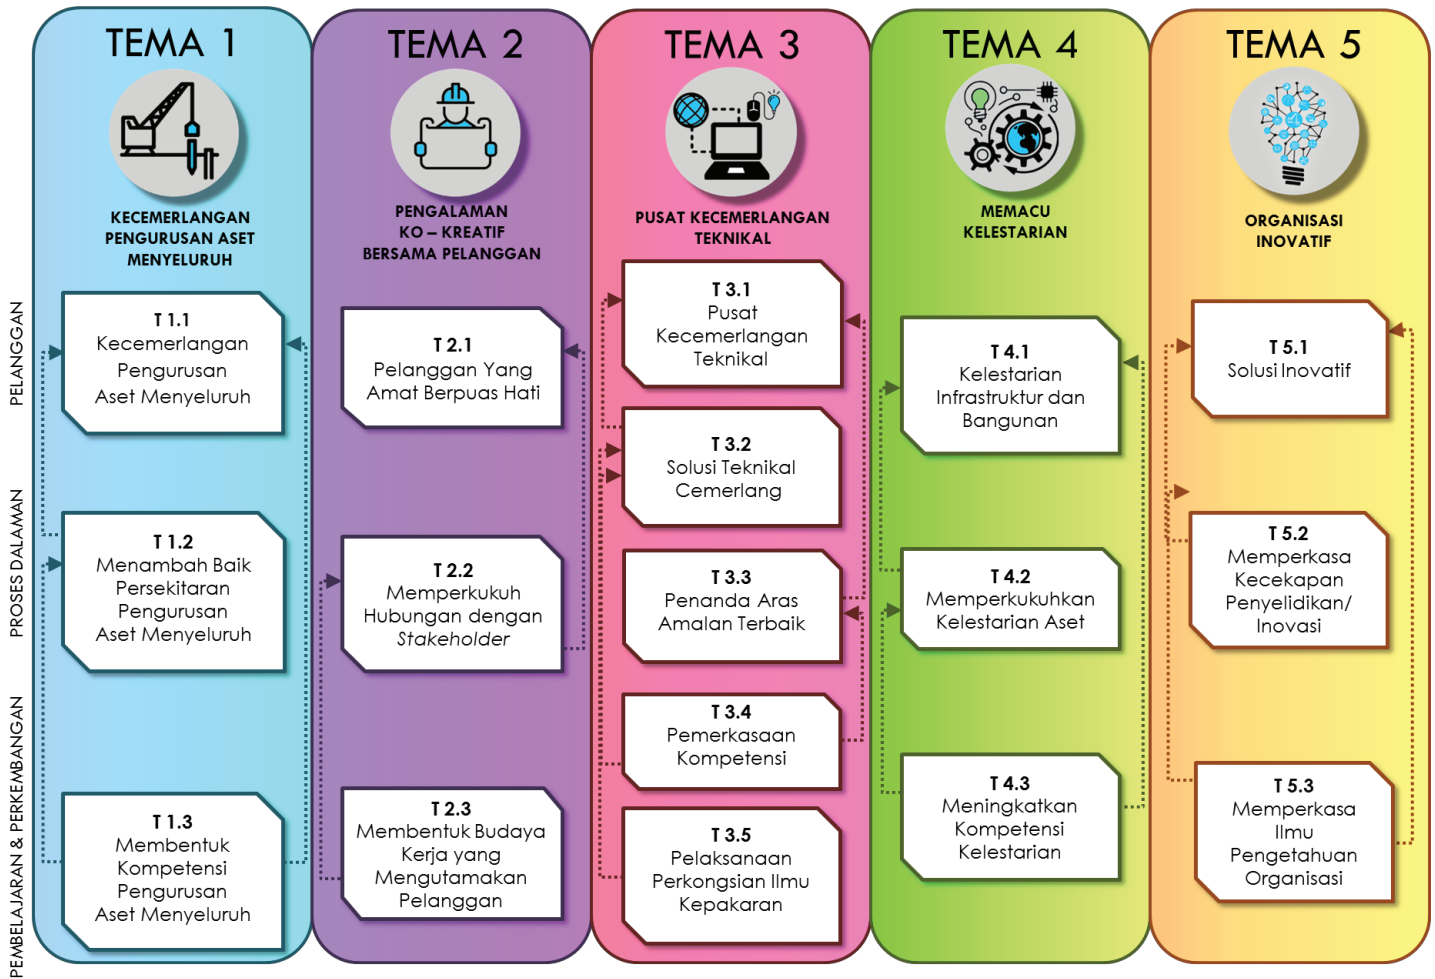 TEMA 1
KECEMERLANGAN
PENGURUSAN ASET
MENYELURUH
T 1.1
Kecemerlangan
Pengurusan
Aset Menyeluruh
T 1.2
Menambah Baik
Persekitaran
Pengurusan
Aset Menyeluruh
T 1.3
Membentuk
Kompetensi
Pengurusan
Aset Menyeluruh
TEMA 2
PENGALAMAN
KO – KREATIF
BERSAMA PELANGGAN
T 2.1
Pelanggan Yang
Amat Berpuas Hati
T 2.2
Memperkukuh
Hubungan dengan
Stakeholder
T 2.3
Membentuk Budaya
Kerja yang
Mengutamakan
Pelanggan
TEMA 3
PUSAT KECEMERLANGAN
TEKNIKAL
T 3.1
Pusat
Kecemerlangan
Teknikal
T 3.2
Solusi Teknikal
Cemerlang
T 3.3
Penanda Aras
Amalan Terbaik
T 3.4
Pemerkasaan
Kompetensi
T 3.5
Pelaksanaan
Perkongsian Ilmu
Kepakaran
TEMA 4
MEMACU
KELESTARIAN
T 4.1
Kelestarian
Infrastruktur dan
Bangunan
T 4.2
Memperkukuhkan
Kelestarian Aset
T 4.3
Meningkatkan
Kompetensi
Kelestarian
TEMA 5
ORGANISASI
INOVATIF
T 5.1
Solusi Inovatif
T 5.2
Memperkasa
Kecekapan
Penyelidikan/
Inovasi
T 5.3
Memperkasa
Ilmu
Pengetahuan
Organisasi
PELANGGAN
PROSES DALAMAN
PEMBELAJARAN & PERKEMBANGAN